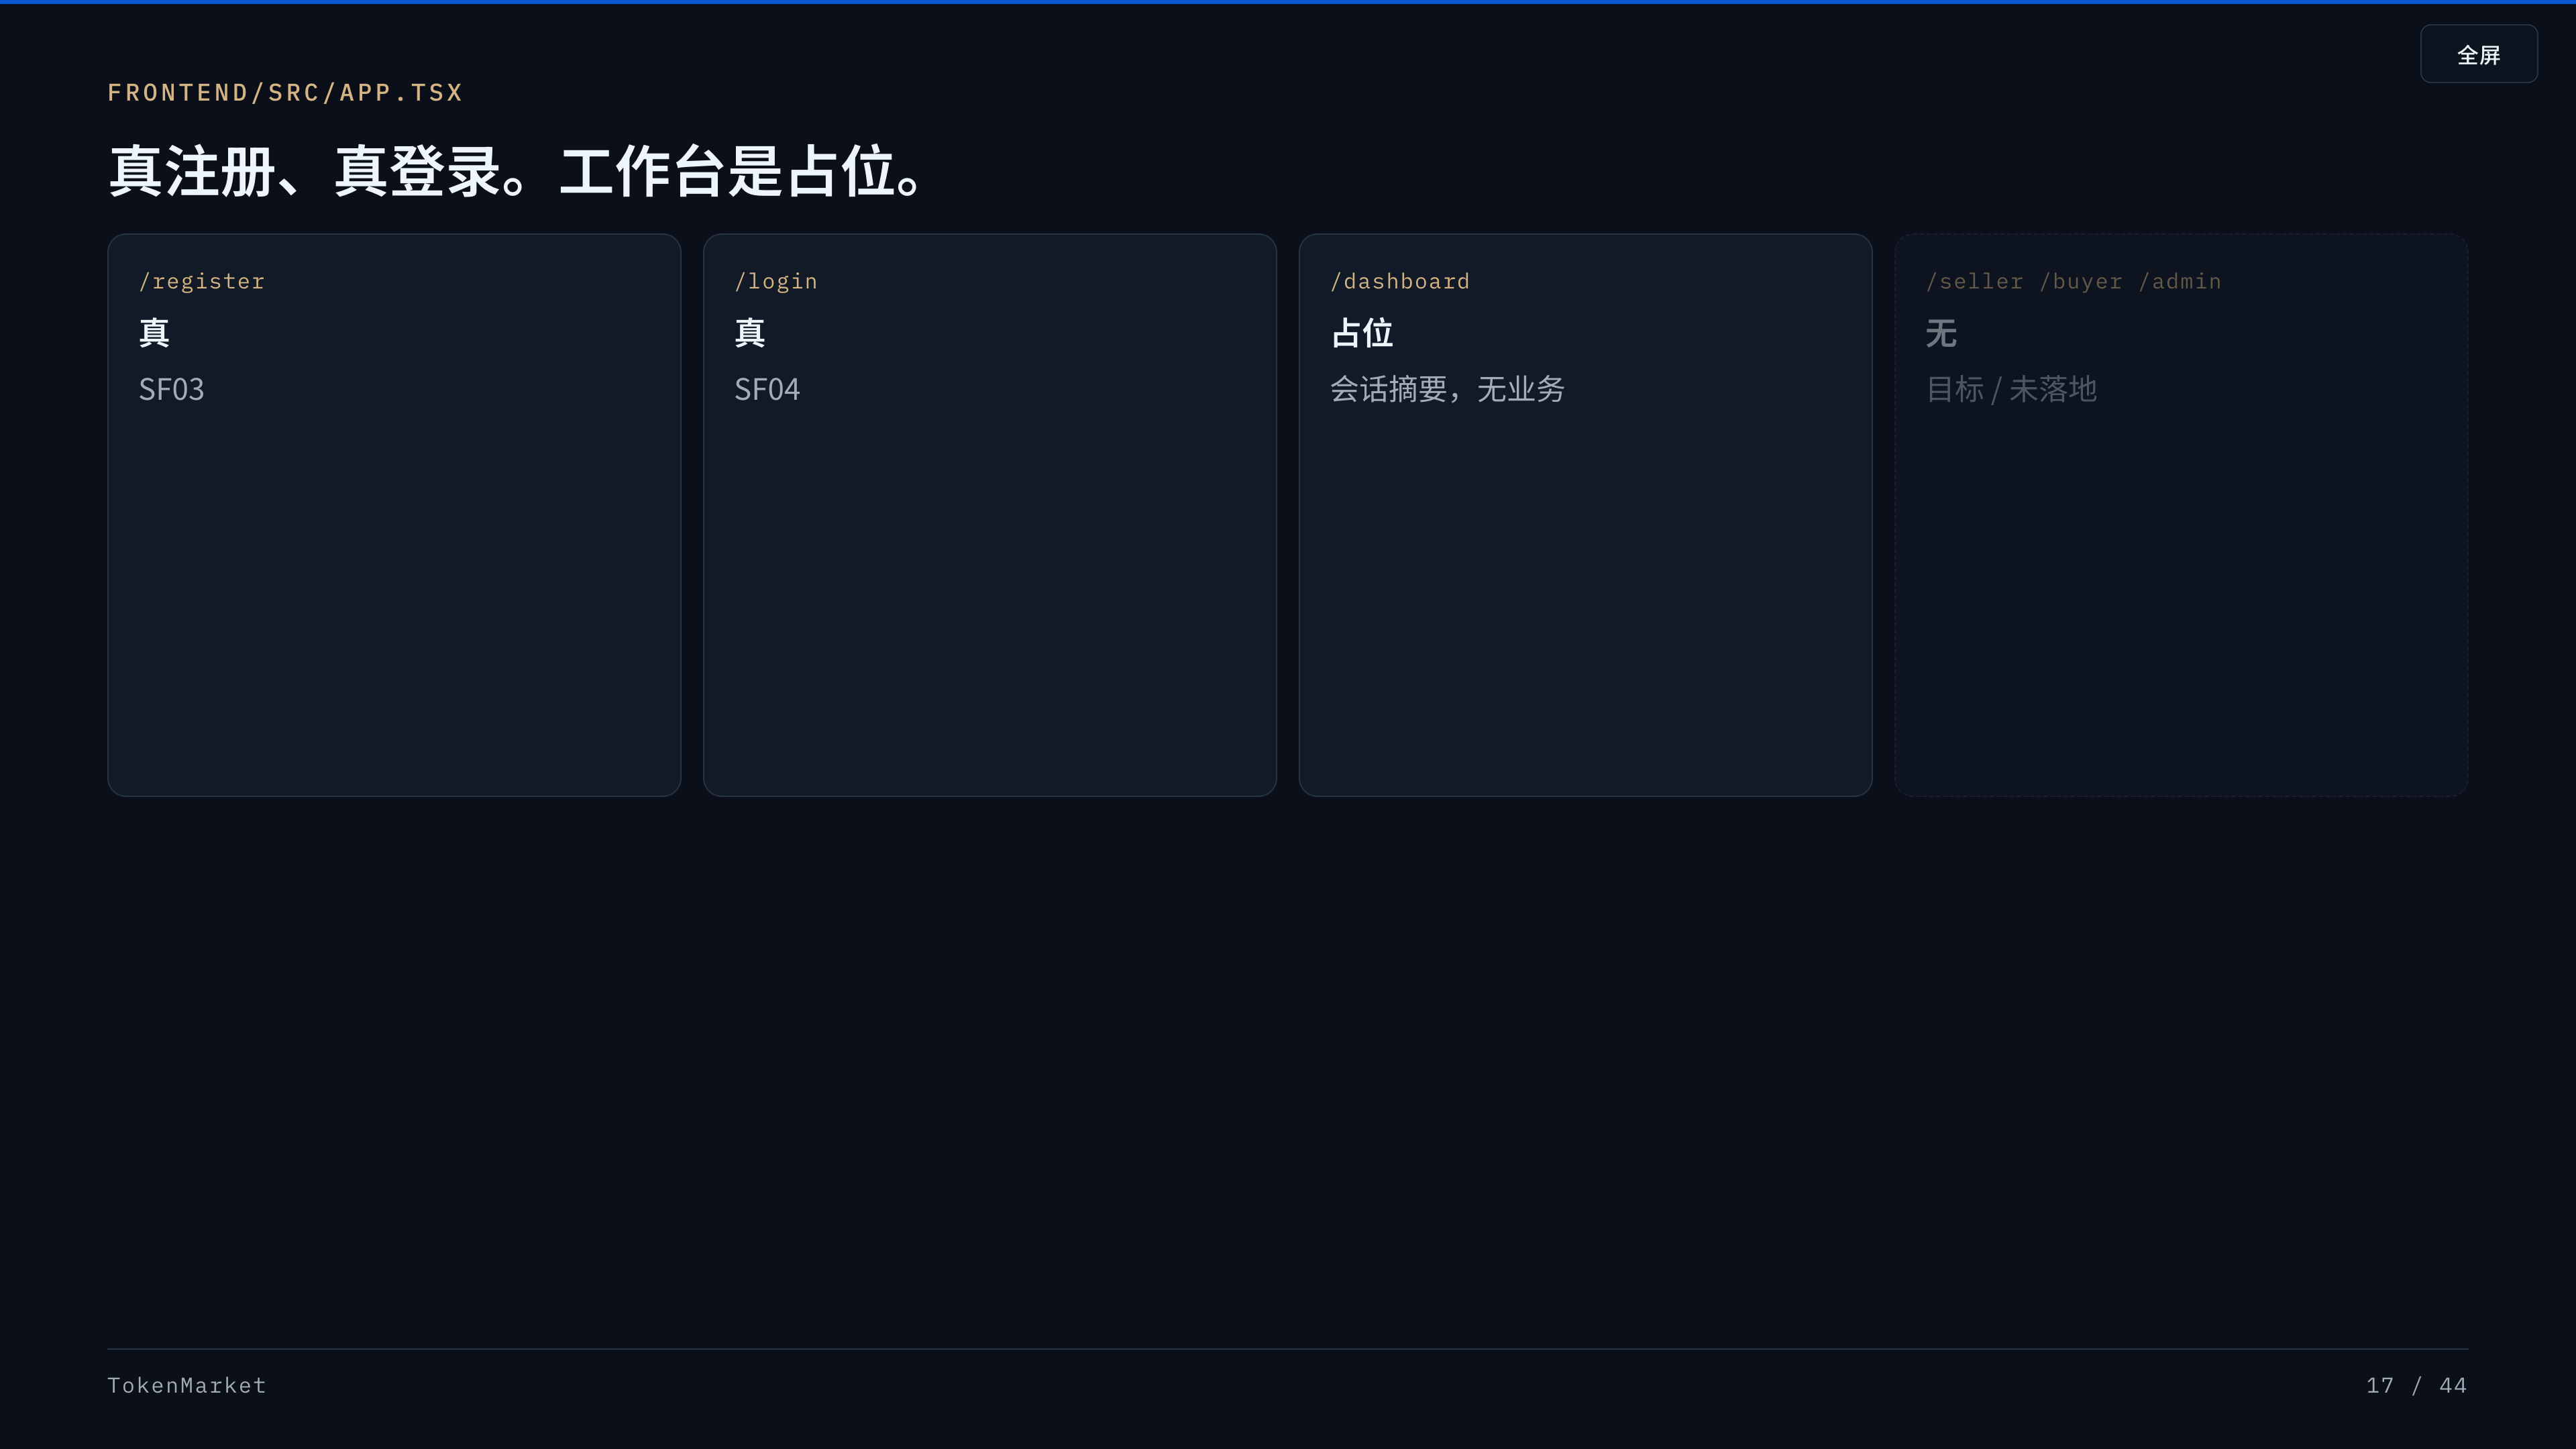 全屏
FRONTEND/SRC/APP.TSX
真注册、真登录。工作台是占位。
/register
真
SF03
/login
真
SF04
/dashboard
占位
会话摘要，无业务
/seller /buyer /admin
无
目标 / 未落地
TokenMarket
17 / 44